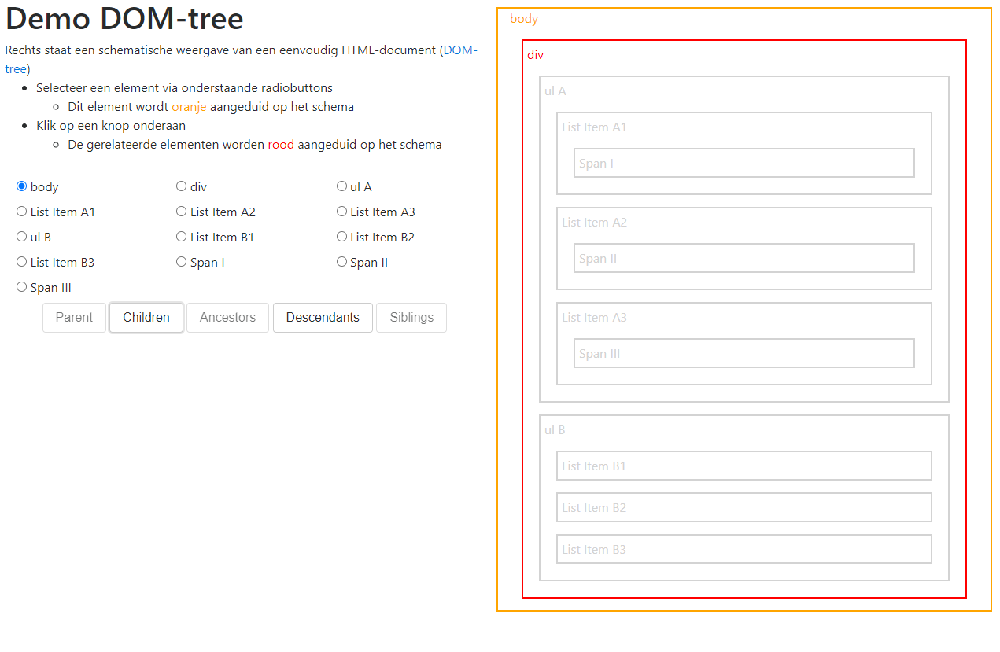 Demo DOM-tree
Rechts staat een schematische weergave van een eenvoudig HTML-document (DOM-
tree)
Selecteer een element via onderstaande radiobuttons
Dit element wordt oranje aangeduid op het schema
Klik op een knop onderaan
De gerelateerde elementen worden rood aangeduid op het schema
body div ul A
List Item A1 List Item A2 List Item A3
ul B List Item B1 List Item B2
List Item B3 Span I Span II
Span III
Parent Children Ancestors Descendants Siblings
body
div
ul A
List Item A1
Span I
List Item A2
Span II
List Item A3
Span III
ul B
List Item B1
List Item B2
List Item B3